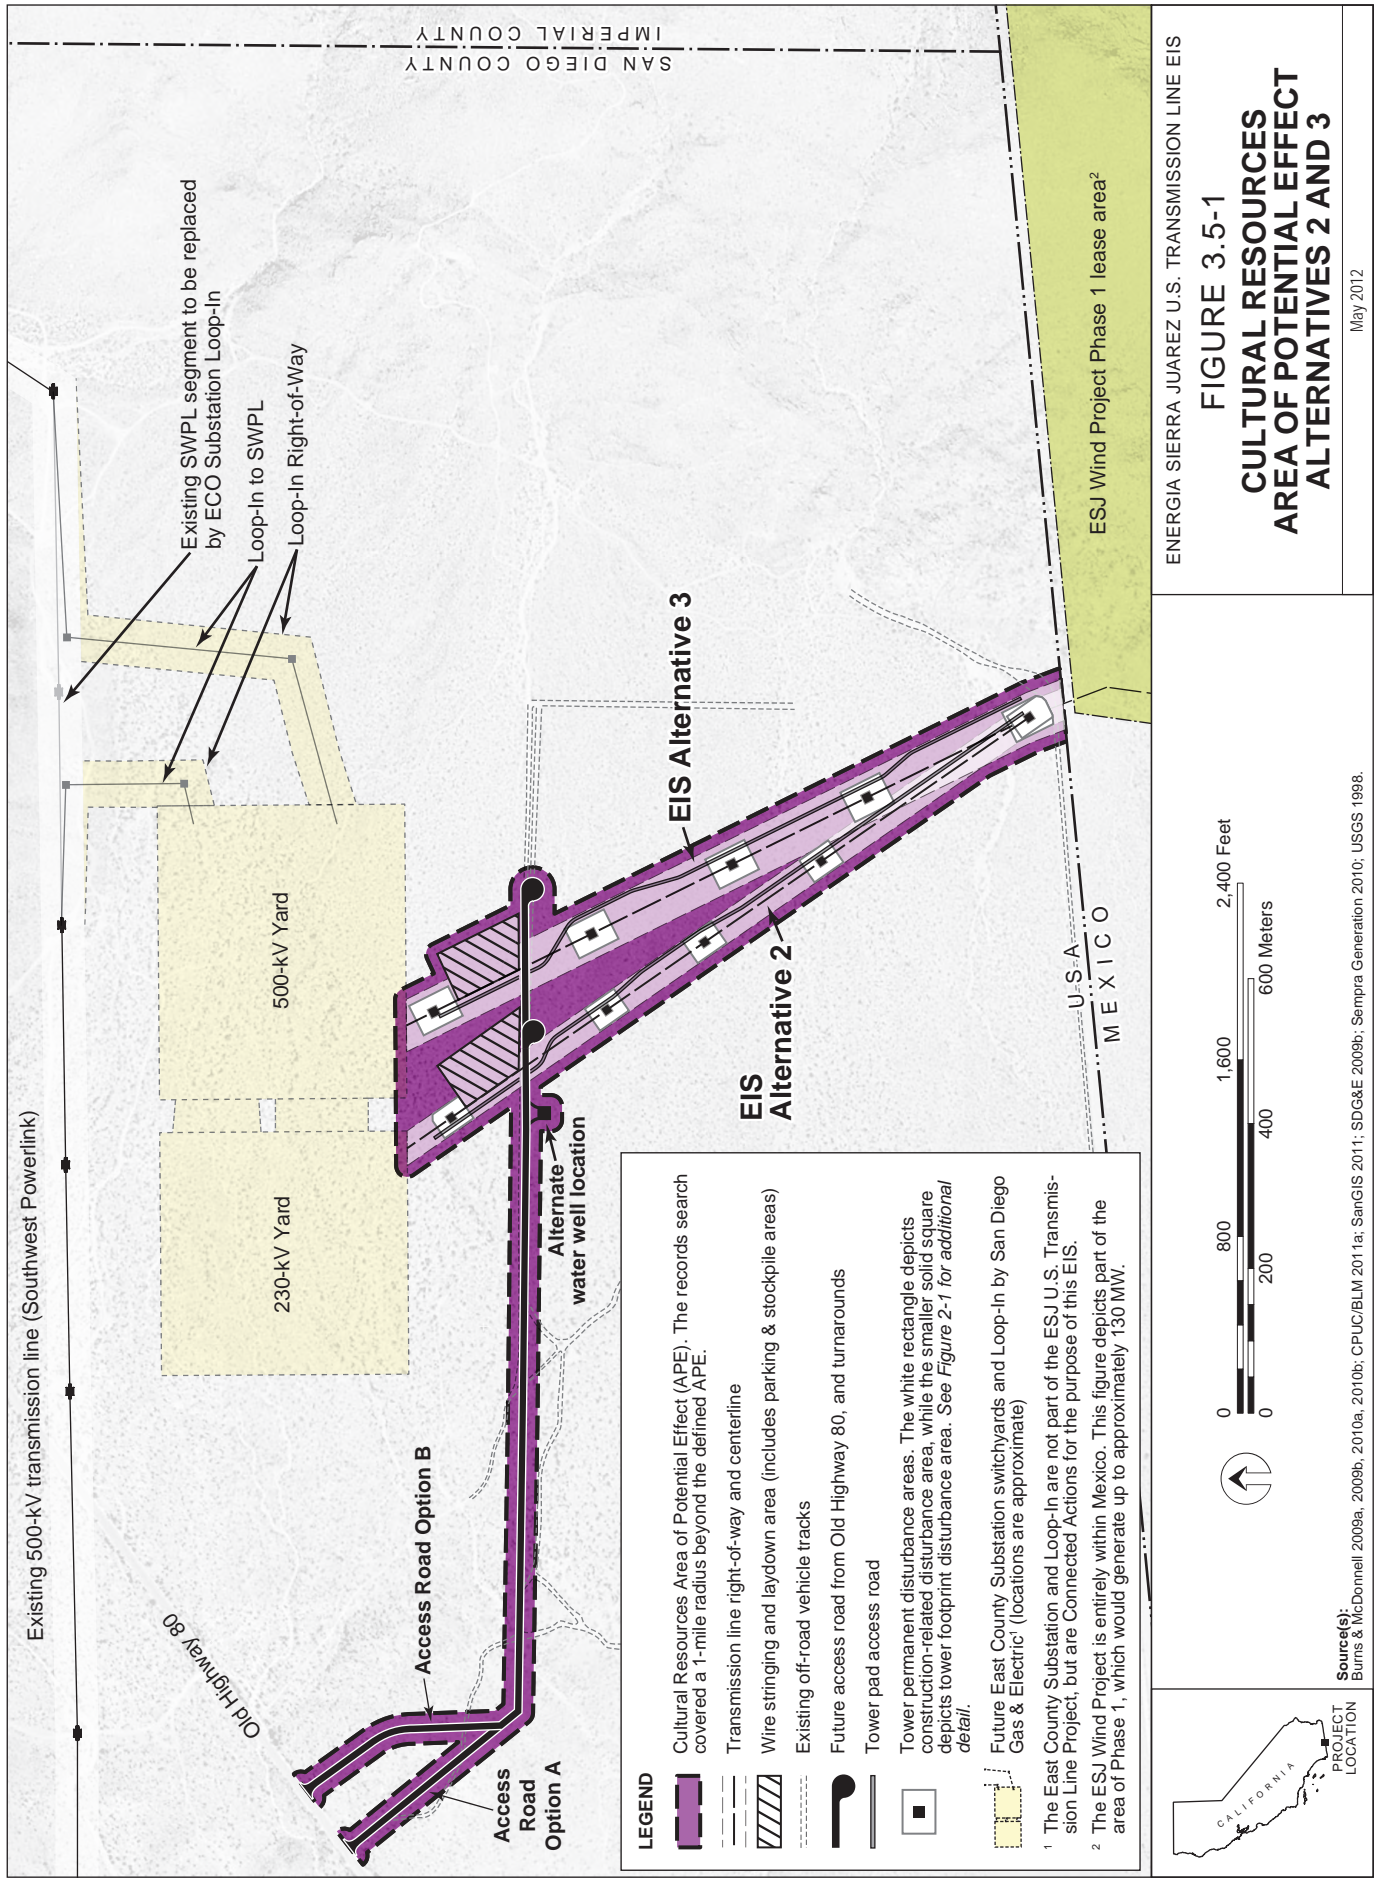 Existing 500-kV transmission line (Southwest Powerlink)
Old Highway 80
Access Road Option B
Access
Road
Option A
230-kV Yard
500-kV Yard
Existing SWPL segment to be replaced
by ECO Substation Loop-In
Loop-In to SWPL
Loop-In Right-of-Way
SAN DIEGO COUNTY
IMPERIAL COUNTY
Alternate
water well location
EIS Alternative 3
EIS
Alternative 2
U S A
M E X I C O
ESJ Wind Project Phase 1 lease area²
LEGEND
Cultural Resources Area of Potential Effect (APE). The records search
covered a 1-mile radius beyond the defined APE.
Transmission line right-of-way and centerline
Wire stringing and laydown area (includes parking & stockpile areas)
Existing off-road vehicle tracks
Future access road from Old Highway 80, and turnarounds
Tower pad access road
Tower permanent disturbance areas. The white rectangle depicts
construction-related disturbance area, while the smaller solid square
depicts tower footprint disturbance area. See Figure 2-1 for additional
detail.
Future East County Substation switchyards and Loop-In by San Diego
Gas & Electric¹ (locations are approximate)
¹ The East County Substation and Loop-In are not part of the ESJ U.S. Transmis-
sion Line Project, but are Connected Actions for the purpose of this EIS.
² The ESJ Wind Project is entirely within Mexico. This figure depicts part of the
area of Phase 1, which would generate up to approximately 130 MW.
CALIFORNIA
PROJECT
LOCATION
0 800 1,600 2,400 Feet
0 200 400 600 Meters
Source(s):
Burns & McDonnell 2009a, 2009b, 2010a, 2010b; CPUC/BLM 2011a; SanGIS 2011; SDG&E 2009b; Sempra Generation 2010; USGS 1998.
ENERGIA SIERRA JUAREZ U.S. TRANSMISSION LINE EIS
FIGURE 3.5-1
CULTURAL RESOURCES
AREA OF POTENTIAL EFFECT
ALTERNATIVES 2 AND 3
May 2012